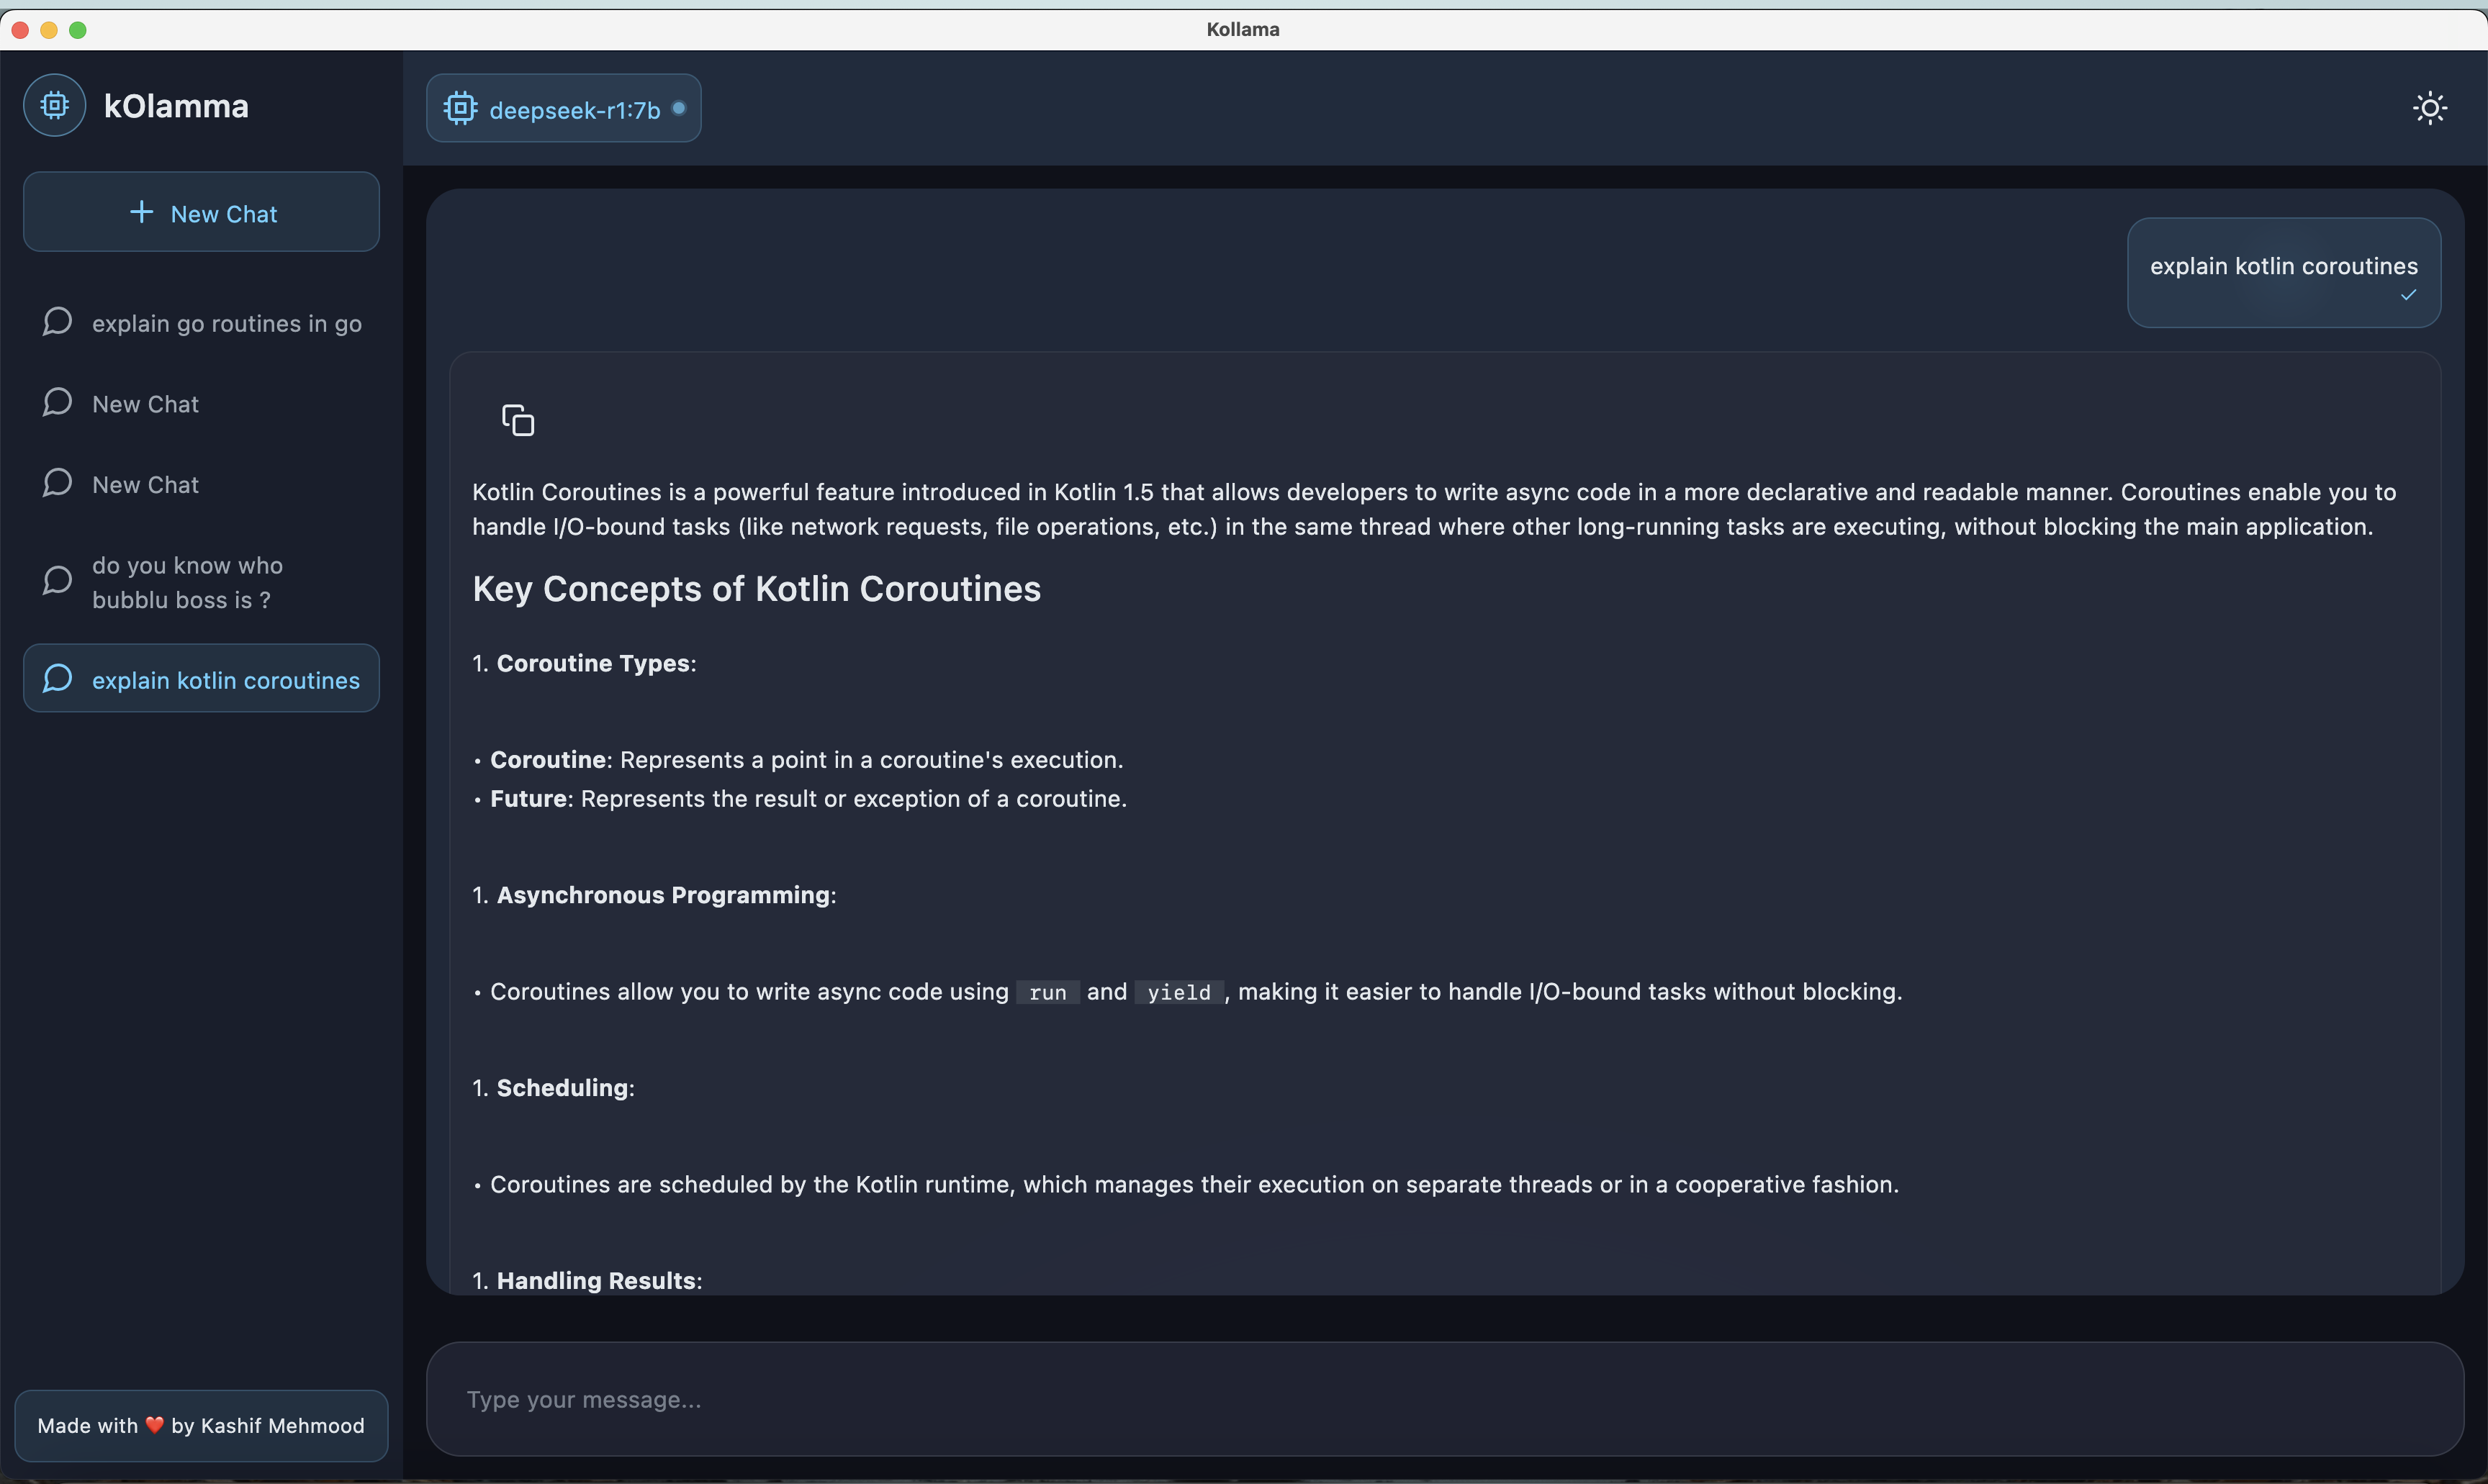 Kollama
kOlamma
New Chat
explain go routines in go
New Chat
New Chat
do you know who
bubblu boss is ?
explain kotlin coroutines
Made with ❤️ by Kashif Mehmood
deepseek-r1:7b
explain kotlin coroutines
Kotlin Coroutines is a powerful feature introduced in Kotlin 1.5 that allows developers to write async code in a more declarative and readable manner. Coroutines enable you to
handle I/O-bound tasks (like network requests, file operations, etc.) in the same thread where other long-running tasks are executing, without blocking the main application.
Key Concepts of Kotlin Coroutines
1. Coroutine Types:
• Coroutine: Represents a point in a coroutine's execution.
• Future: Represents the result or exception of a coroutine.
1. Asynchronous Programming:
• Coroutines allow you to write async code using run and yield, making it easier to handle I/O-bound tasks without blocking.
1. Scheduling:
• Coroutines are scheduled by the Kotlin runtime, which manages their execution on separate threads or in a cooperative fashion.
1. Handling Results:
Type your message...